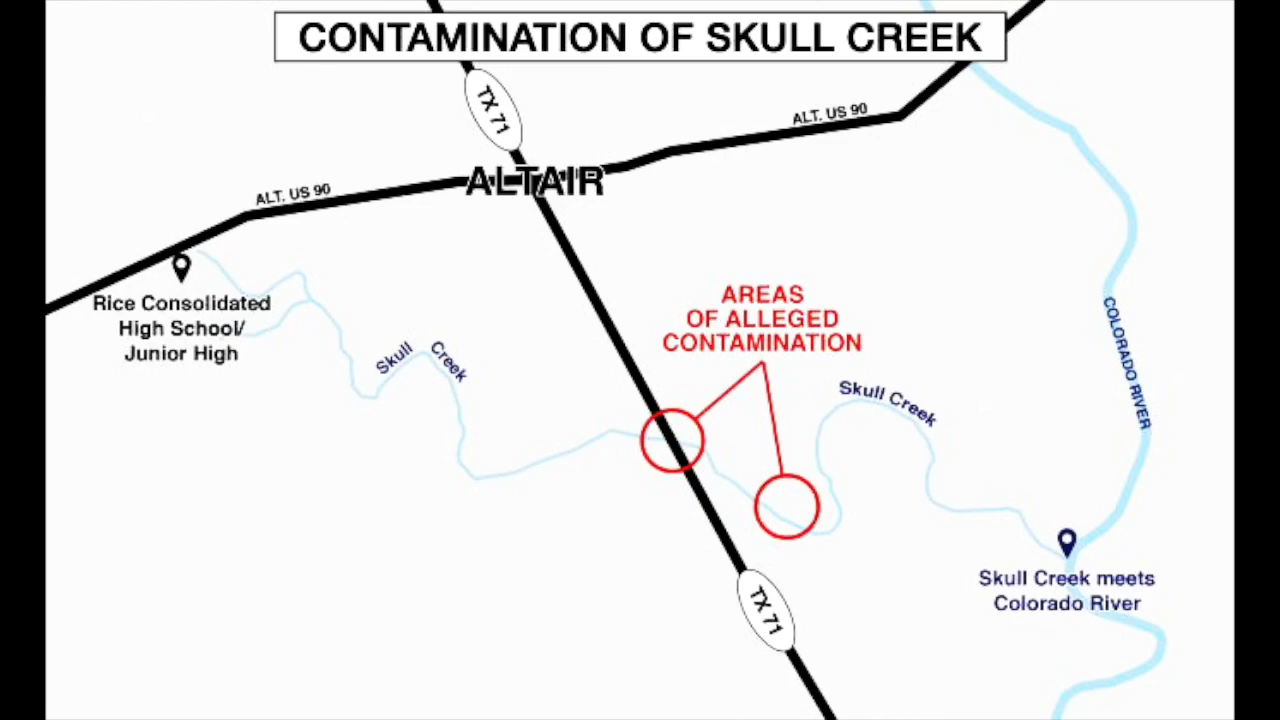 CONTAMINATION OF SKULL CREEK
TX 71
ALT. US 90
ALTAIR
ALT. US 90
Rice Consolidated
High School/
Junior High
AREAS
OF ALLEGED
CONTAMINATION
COLORADO RIVER
Skull Creek
Skull Creek
Skull Creek meets
Colorado River
TX 71